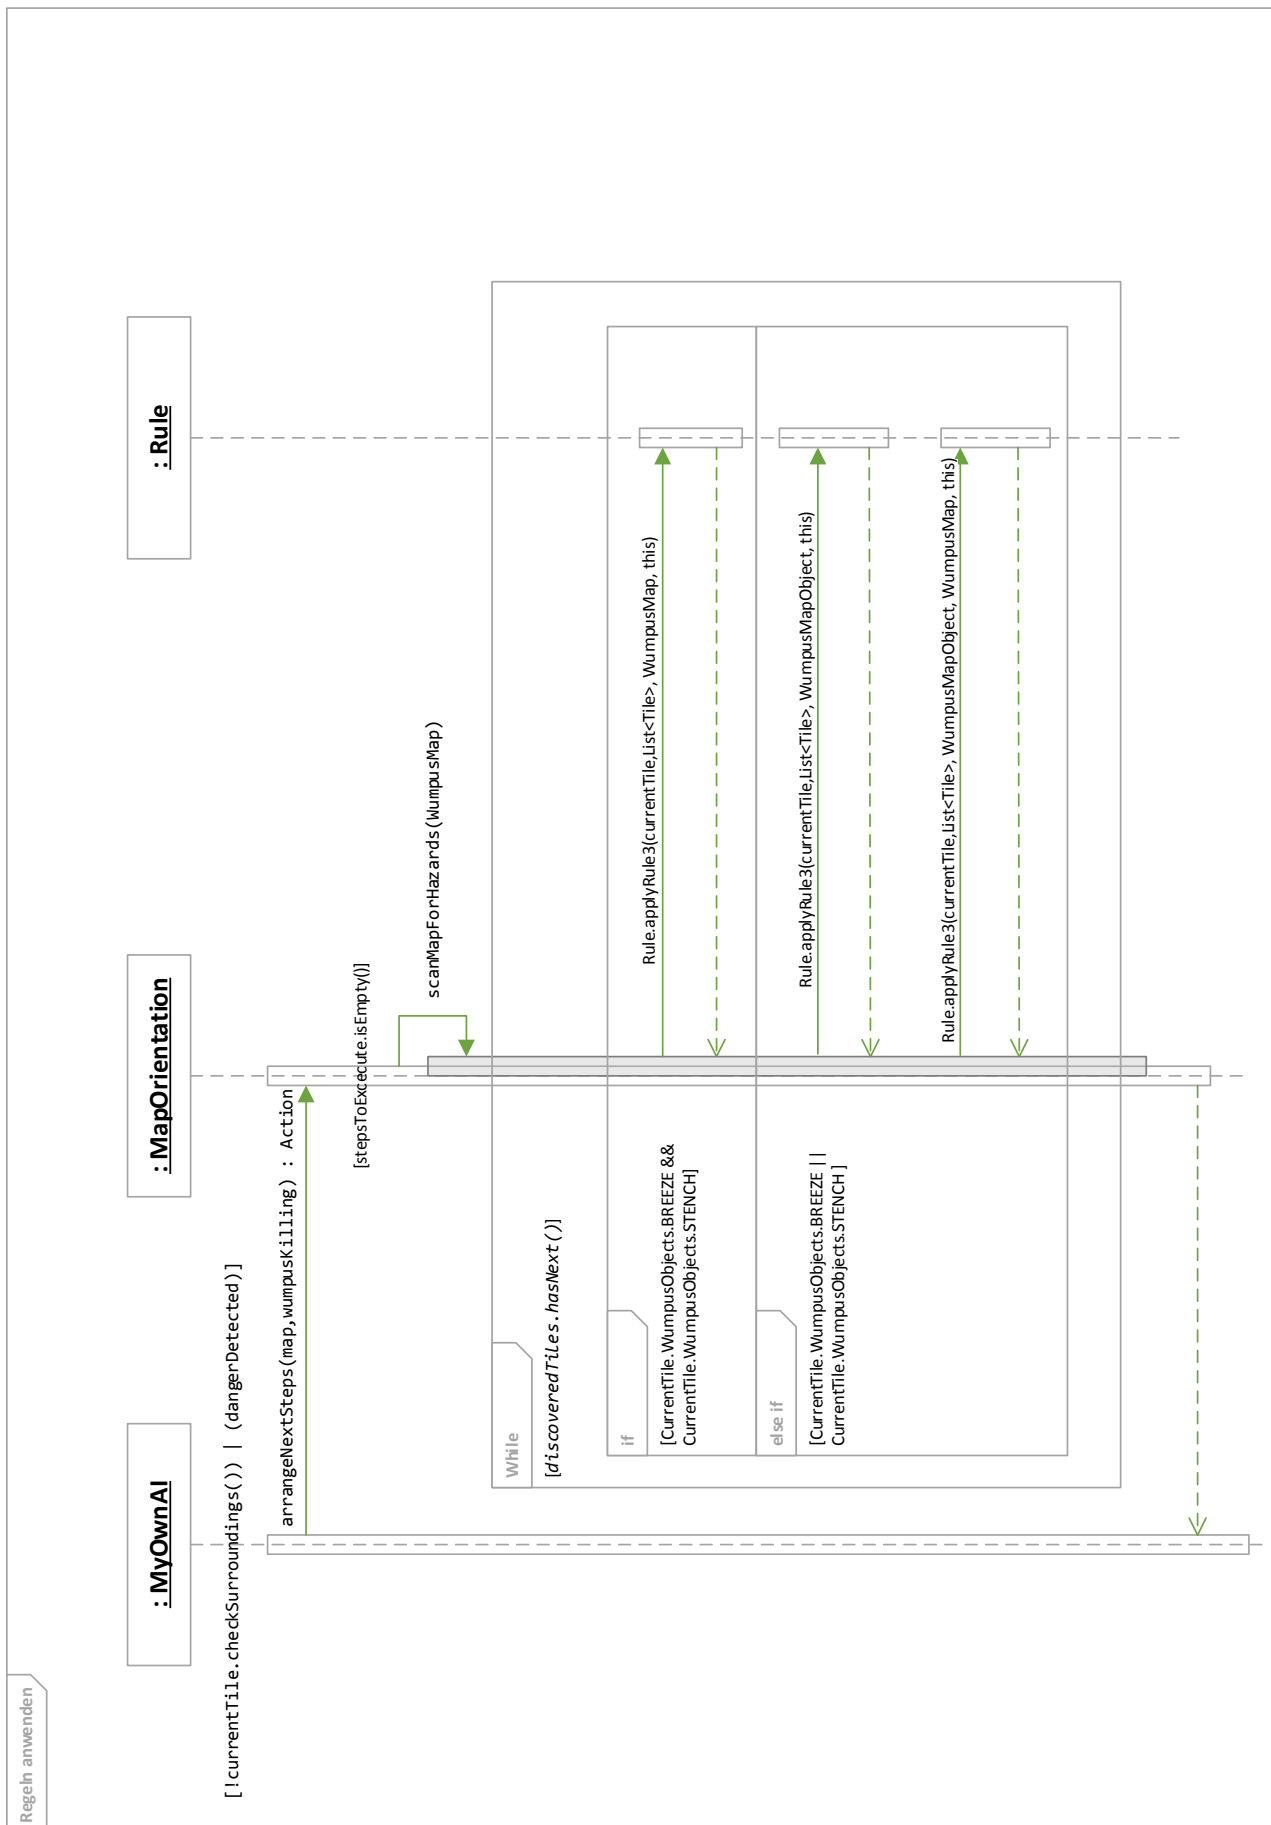 Regeln anwenden
: MyOwnAI
: MapOrientation
: Rule
[!currentTile.checkSurroundings()) | (dangerDetected)]
arrangeNextSteps(map,wumpusKilling) : Action
[stepsToExcecute.isEmpty()]
scanMapForHazards(WumpusMap)
While
[discoveredTiles.hasNext()]
if
Rule.applyRule3(currentTile,List<Tile>, WumpusMap, this)
[CurrentTile.WumpusObjects.BREEZE &&
CurrentTile.WumpusObjects.STENCH]
else if
Rule.applyRule3(currentTile,List<Tile>, WumpusMapObject, this)
[CurrentTile.WumpusObjects.BREEZE ||
CurrentTile.WumpusObjects.STENCH ]
Rule.applyRule3(currentTile,List<Tile>, WumpusMapObject, WumpusMap, this)